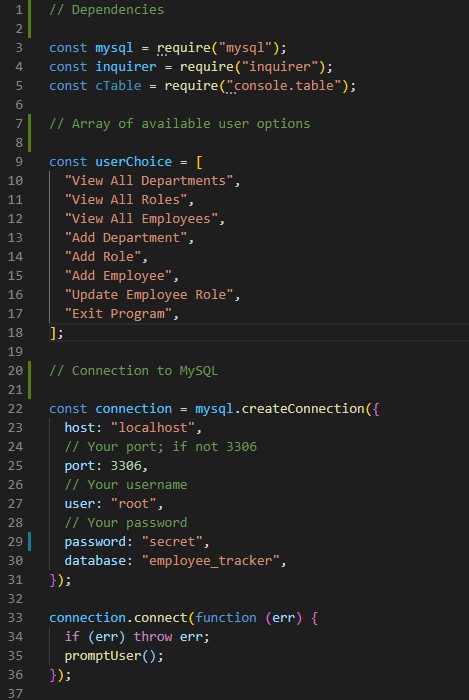 1 // Dependencies
2
3 const mysql = require("mysql");
4 const inquirer = require("inquirer");
5 const cTable = require("console.table");
6
7 // Array of available user options
8
9 const userChoice = [
10 "View All Departments",
11 "View All Roles",
12 "View All Employees",
13 "Add Department",
14 "Add Role",
15 "Add Employee",
16 "Update Employee Role",
17 "Exit Program",
18 ];
19
20 // Connection to MySQL
21
22 const connection = mysql.createConnection({
23 host: "localhost",
24 // Your port; if not 3306
25 port: 3306,
26 // Your username
27 user: "root",
28 // Your password
29 password: "secret",
30 database: "employee_tracker",
31 });
32
33 connection.connect(function (err) {
34 if (err) throw err;
35 promptUser();
36 });
37